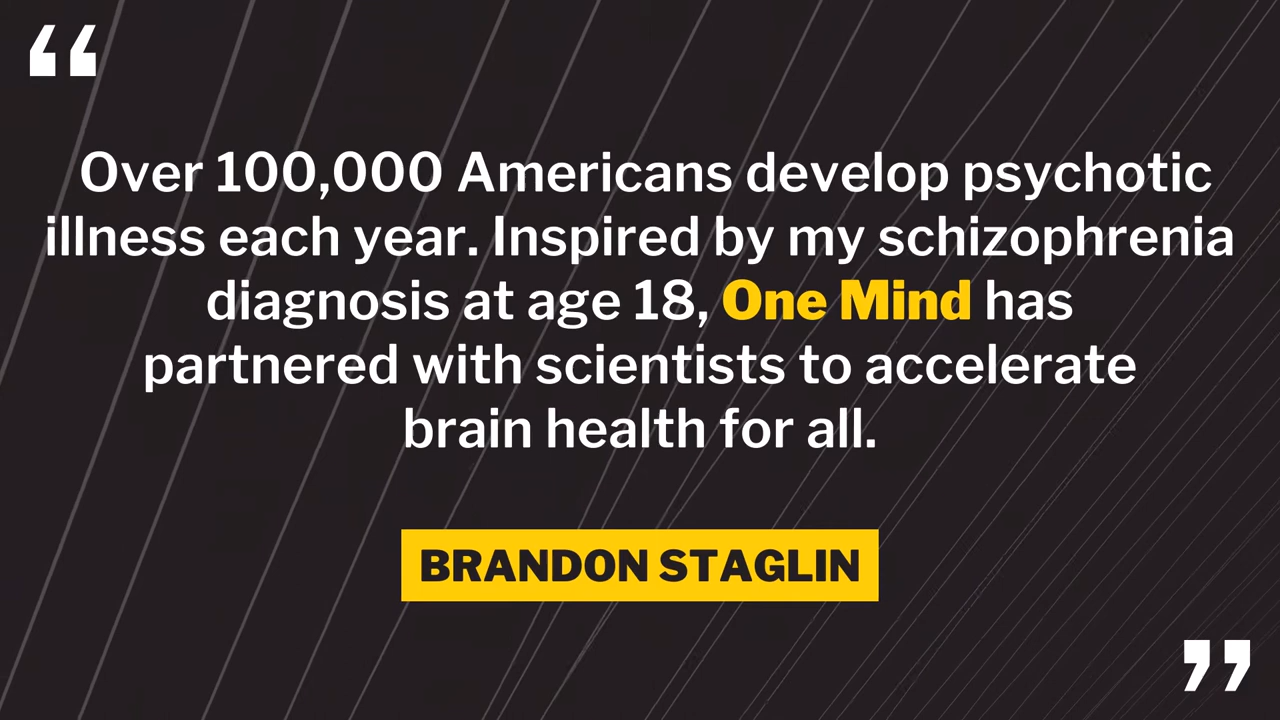 “
Over 100,000 Americans develop psychotic
illness each year. Inspired by my schizophrenia
diagnosis at age 18, One Mind has
partnered with scientists to accelerate
brain health for all.
BRANDON STAGLIN
”